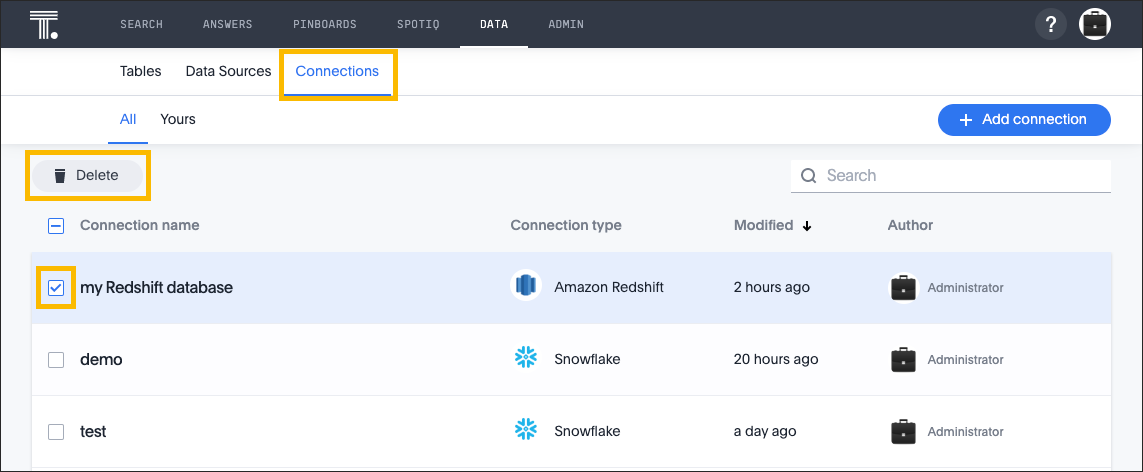 T. SEARCH ANSWERS PINBOARDS SPOTIQ DATA ADMIN ?
Tables Data Sources Connections
All Yours + Add connection
Delete Search
Connection name Connection type Modified Author
my Redshift database Amazon Redshift 2 hours ago Administrator
demo Snowflake 20 hours ago Administrator
test Snowflake a day ago Administrator